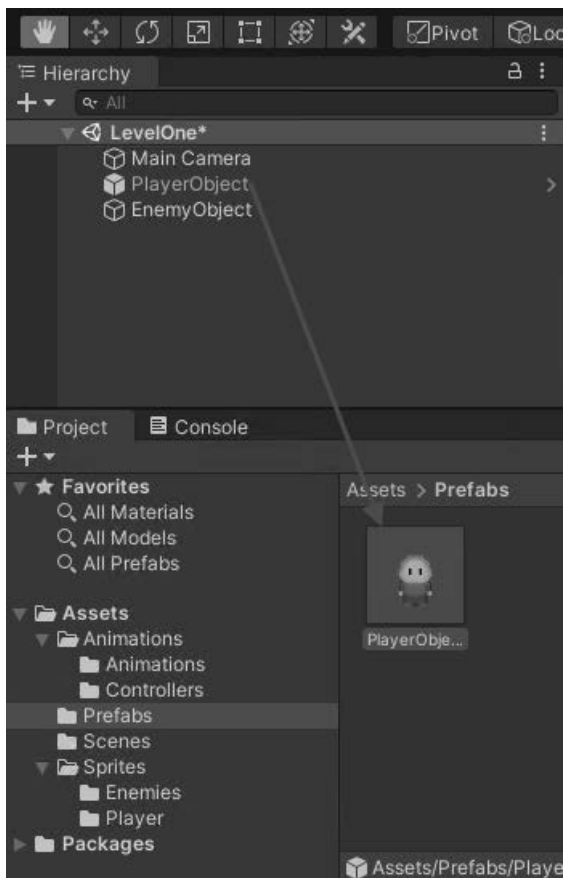 Pivot Loc
Hierarchy
All
LevelOne*
Main Camera
PlayerObject
EnemyObject
Project Console
Favorites
All Materials
All Models
All Prefabs
Assets
Animations
Animations
Controllers
Prefabs
Scenes
Sprites
Enemies
Player
Packages
Assets > Prefabs
PlayerObje...
Assets/Prefabs/Playe